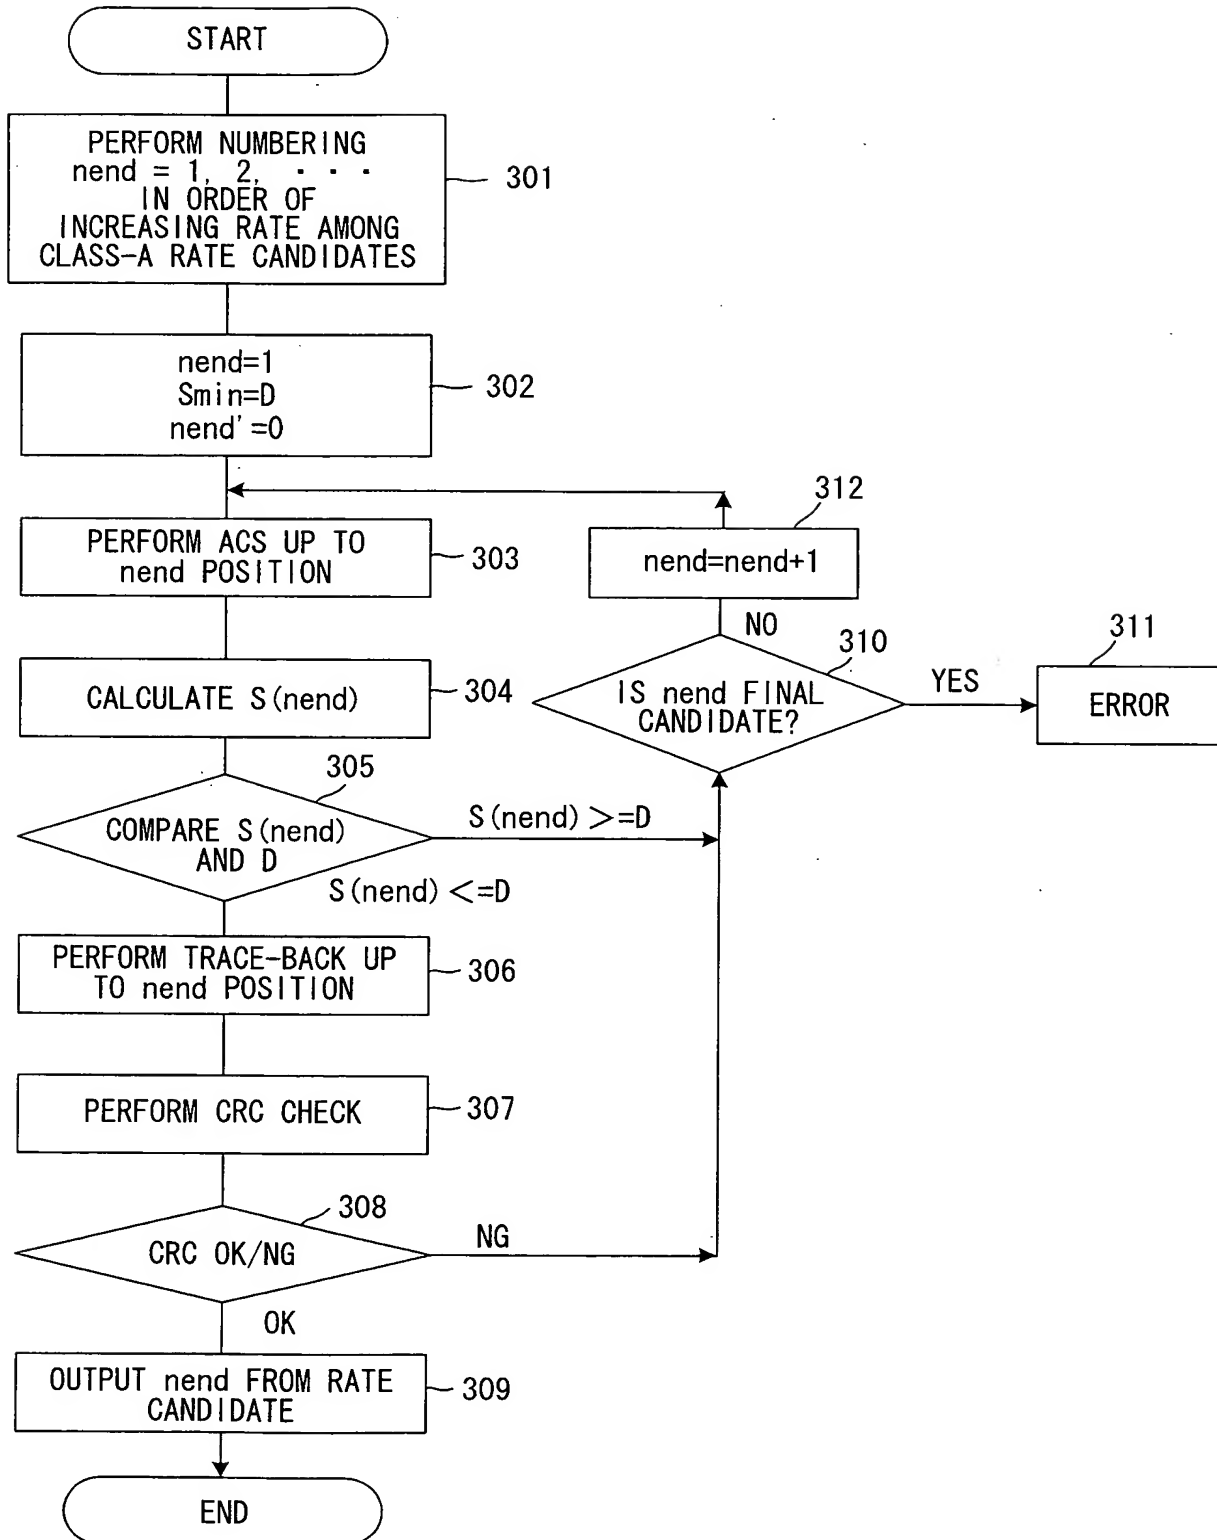 START
PERFORM NUMBERING
nend = 1, 2, · · ·
IN ORDER OF
INCREASING RATE AMONG
CLASS-A RATE CANDIDATES
301
nend=1
Smin=D
nend'=0
302
PERFORM ACS UP TO
nend POSITION
303
312
nend=nend+1
CALCULATE S(nend)
304
NO
310
IS nend FINAL
CANDIDATE?
YES
311
ERROR
305
COMPARE S(nend)
AND D
S(nend) >=D
S(nend) <=D
PERFORM TRACE-BACK UP
TO nend POSITION
306
PERFORM CRC CHECK
307
308
CRC OK/NG
NG
OK
OUTPUT nend FROM RATE
CANDIDATE
309
END